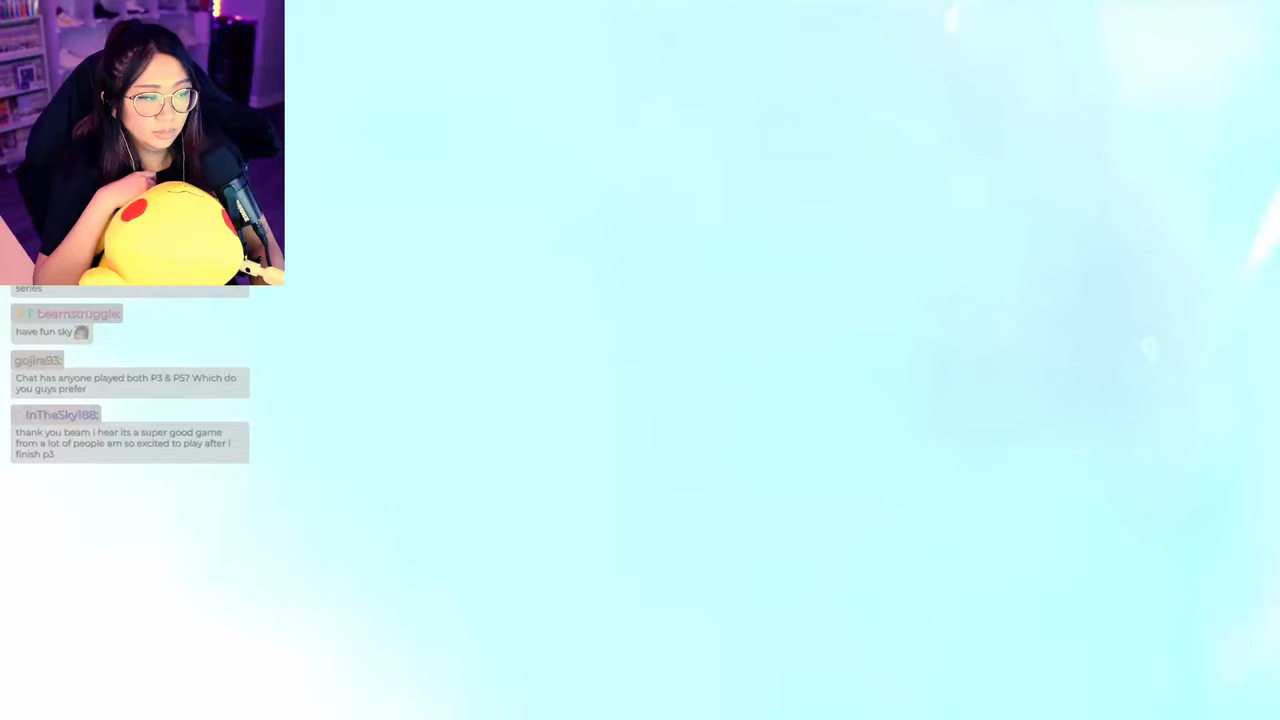 series
beamstruggle:
have fun sky
gojira93:
Chat has anyone played both P3 & P5? Which do
you guys prefer
InTheSky188:
thank you beam i hear its a super good game
from a lot of people am so excited to play after i
finish p3